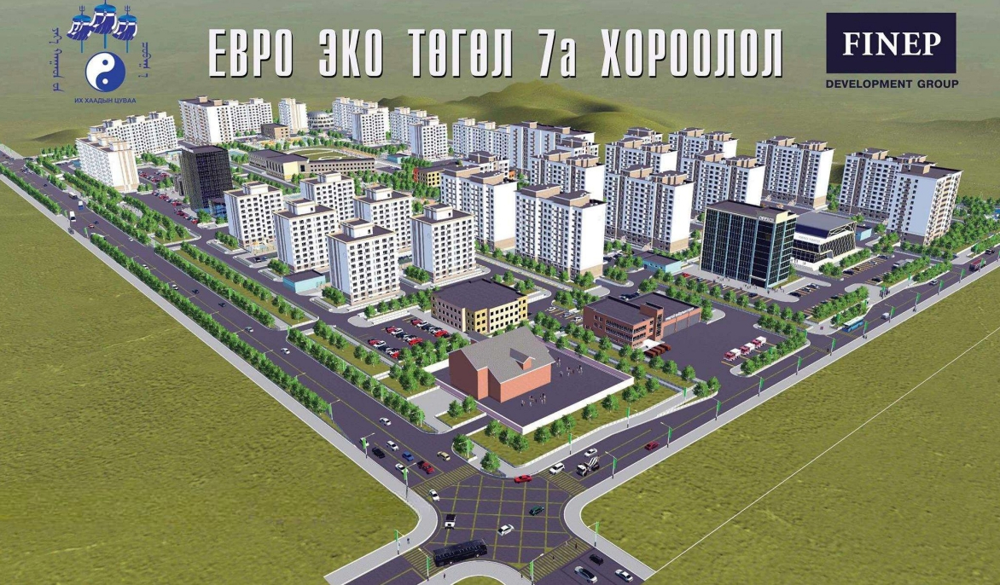 ЕВРО ЭКО ТӨГӨЛ 7а ХОРООЛОЛ
FINEP
DEVELOPMENT GROUP
ИХ ХААДЫН ЦУВАА